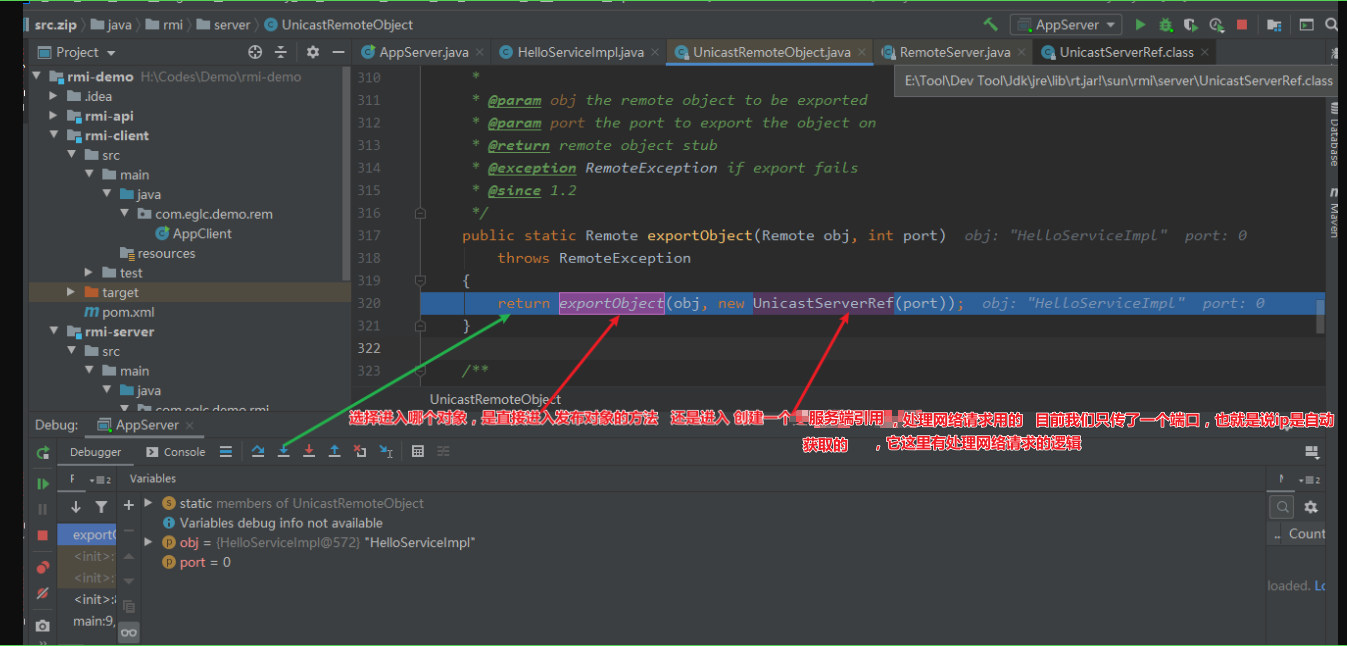 src.zip java rmi server UnicastRemoteObject AppServer
Project AppServer.java HelloServiceImpl.java UnicastRemoteObject.java RemoteServer.java UnicastServerRef.class
E:\Tool\Dev Tool\Jdk\jre\lib\rt.jar!\sun\rmi\server\UnicastServerRef.class
rmi-demo H:\Codes\Demo\rmi-demo
.idea
rmi-api
rmi-client
src
main
java
com.eglc.demo.rem
AppClient
resources
test
target
pom.xml
rmi-server
src
main
java
310 *
311 * @param obj the remote object to be exported
312 * @param port the port to export the object on
313 * @return remote object stub
314 * @exception RemoteException if export fails
315 * @since 1.2
316 */
317 public static Remote exportObject(Remote obj, int port) obj: "HelloServiceImpl" port: 0
318 throws RemoteException
319 {
320 return exportObject(obj, new UnicastServerRef(port)); obj: "HelloServiceImpl" port: 0
321 }
322
323 /**
UnicastRemoteObject
Database
Maven
选择进入哪个对象，是直接进入发布对象的方法 还是进入 创建一个 服务端引用，处理网络请求用的 目前我们只传了一个端口，也就是说ip是自动
获取的 ，它这里有处理网络请求的逻辑
Debug: AppServer
Debugger Console
F 2 Variables
static members of UnicastRemoteObject
Variables debug info not available
obj = {HelloServiceImpl@572} "HelloServiceImpl"
port = 0
<init>:
<init>:
<init>:
main:9,
2
.. Count
loaded.